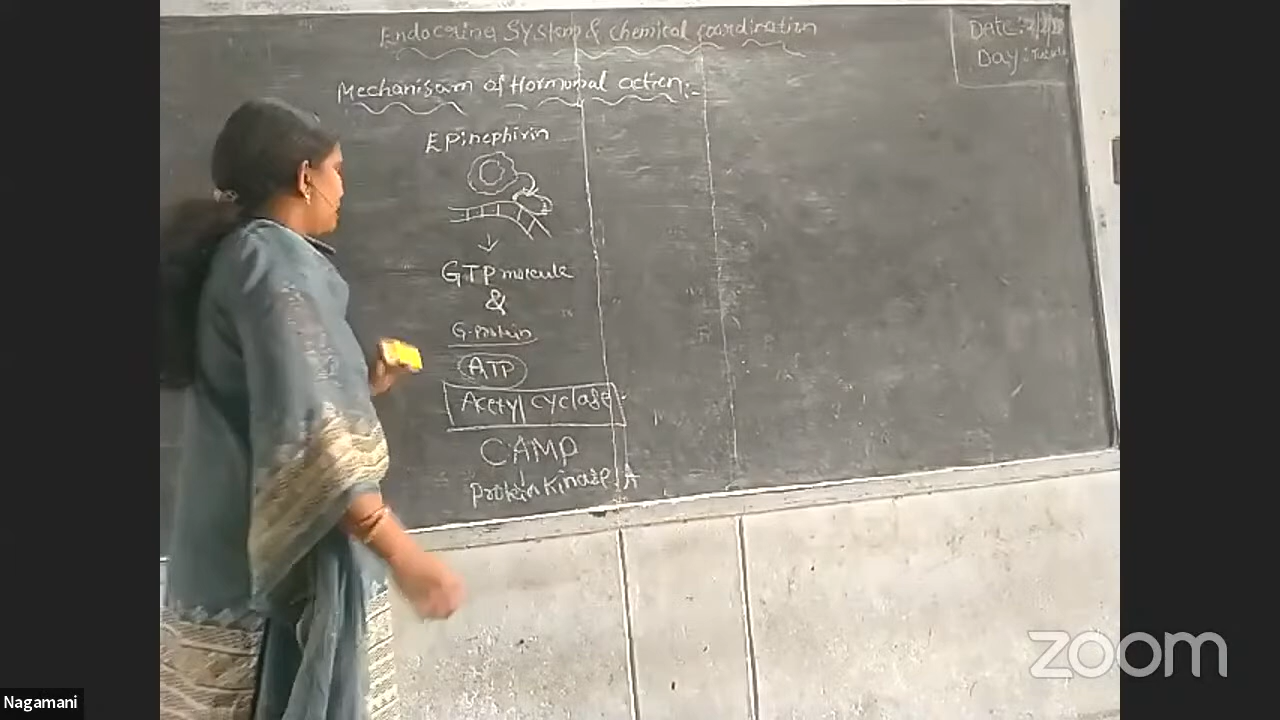 Endocrine System & chemical coordination
Date:
Day:
Mechanisam of Hormonal action:-
Epinephirin
GTP molecule
&
G-Protein
ATP
Acetyl cyclase
CAMP
Protein Kinase A
zoom
Nagamani